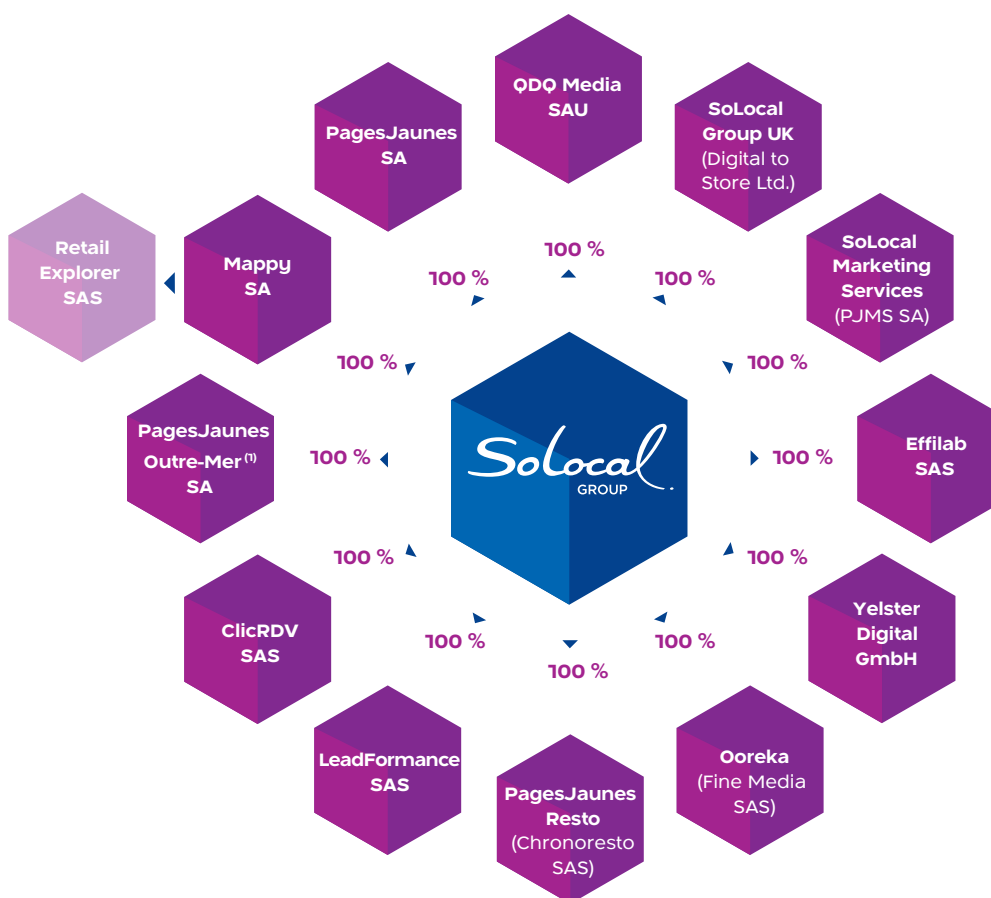 QDQ Media
SAU
SoLocal
Group UK
(Digital to
Store Ltd.)
PagesJaunes
SA
Retail
Explorer
SAS
Mappy
SA
SoLocal
Marketing
Services
(PJMS SA)
100 %
100 %
100 %
100 %
100 %
PagesJaunes
Outre-Mer (1)
SA
100 %
SoLocal
GROUP
100 %
Effilab
SAS
100 %
100 %
ClicRDV
SAS
Yelster
Digital
GmbH
100 %
100 %
100 %
LeadFormance
SAS
PagesJaunes
Resto
(Chronoresto
SAS)
Ooreka
(Fine Media
SAS)